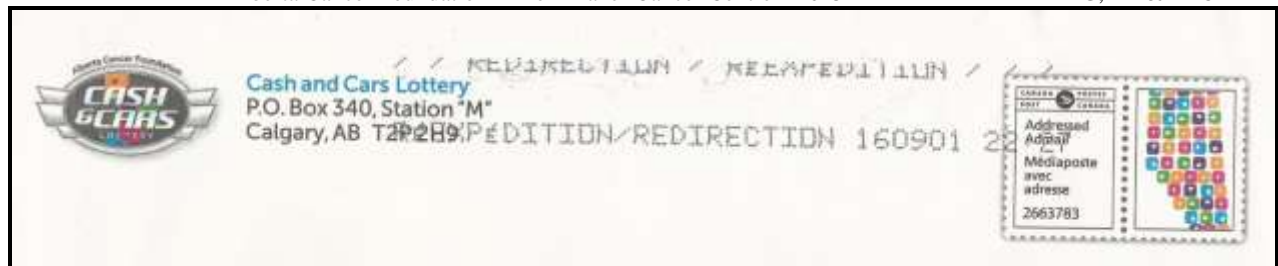 Alberta Cancer Foundation
CASH
&CARS
LOTTERY
/ / REDIRECTION / REEXPEDITION / / /
Cash and Cars Lottery
P.O. Box 340, Station "M"
Calgary, AB T2P 2H9
EDITION/REDIRECTION 160901
CANADA POSTES
POST CANADA
Addressed
Admail
Médiaposte
avec
adresse
2663783